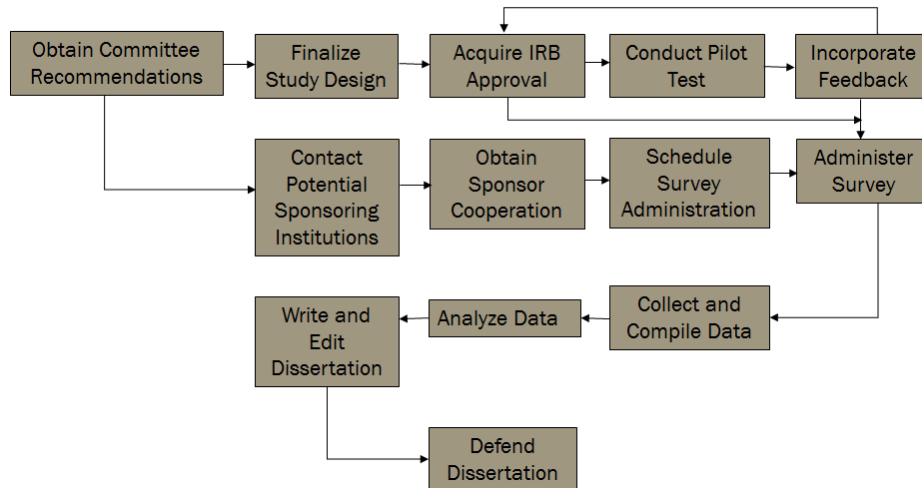 Obtain Committee
Recommendations
Finalize
Study Design
Acquire IRB
Approval
Conduct Pilot
Test
Incorporate
Feedback
Contact
Potential
Sponsoring
Institutions
Obtain
Sponsor
Cooperation
Schedule
Survey
Administration
Administer
Survey
Write and
Edit
Dissertation
Analyze Data
Collect and
Compile Data
Defend
Dissertation